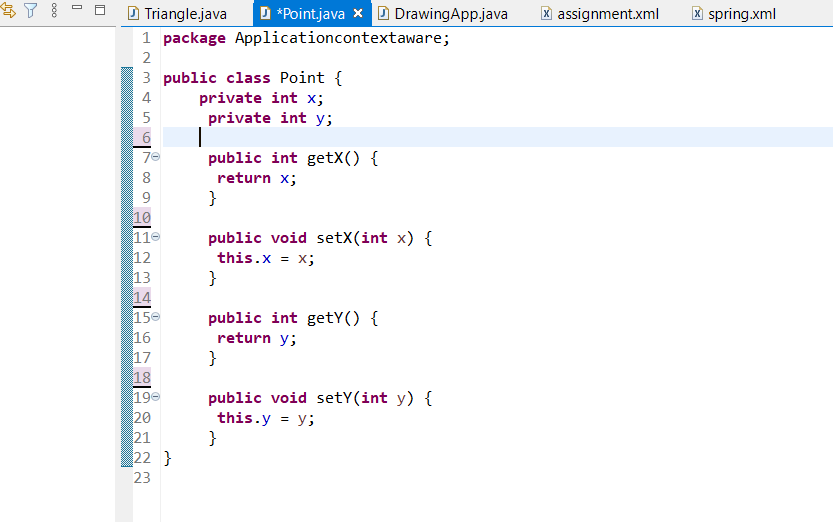 Triangle.java *Point.java DrawingApp.java assignment.xml spring.xml
1 package Applicationcontextaware;
2
3 public class Point {
4 private int x;
5 private int y;
6
7 public int getX() {
8 return x;
9 }
10
11 public void setX(int x) {
12 this.x = x;
13 }
14
15 public int getY() {
16 return y;
17 }
18
19 public void setY(int y) {
20 this.y = y;
21 }
22 }
23